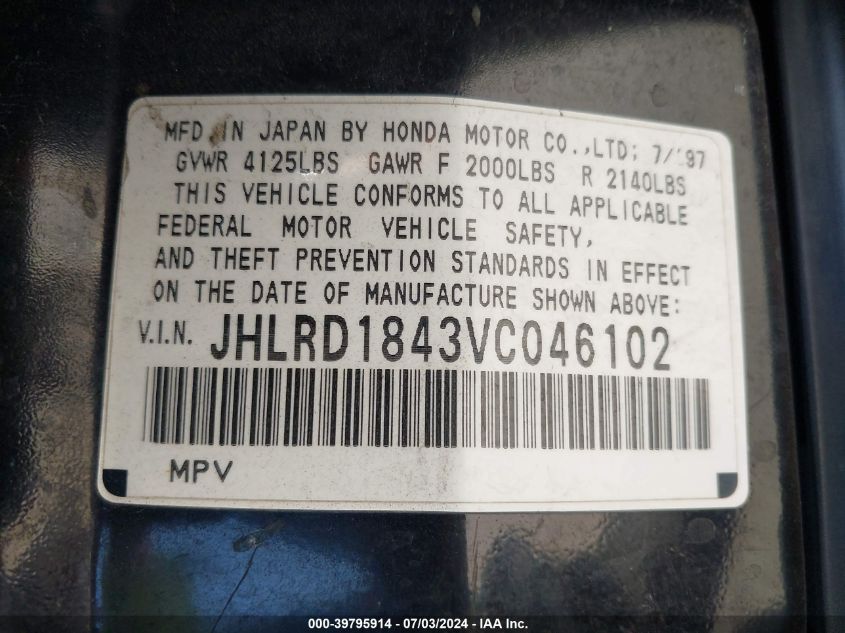 MFD. IN JAPAN BY HONDA MOTOR CO.,LTD; 7/'97
GVWR 4125LBS GAWR F 2000LBS R 2140LBS
THIS VEHICLE CONFORMS TO ALL APPLICABLE
FEDERAL MOTOR VEHICLE SAFETY,
AND THEFT PREVENTION STANDARDS IN EFFECT
ON THE DATE OF MANUFACTURE SHOWN ABOVE:
V.I.N. JHLRD1843VC046102
MPV
000-39795914 - 07/03/2024 - IAA Inc.